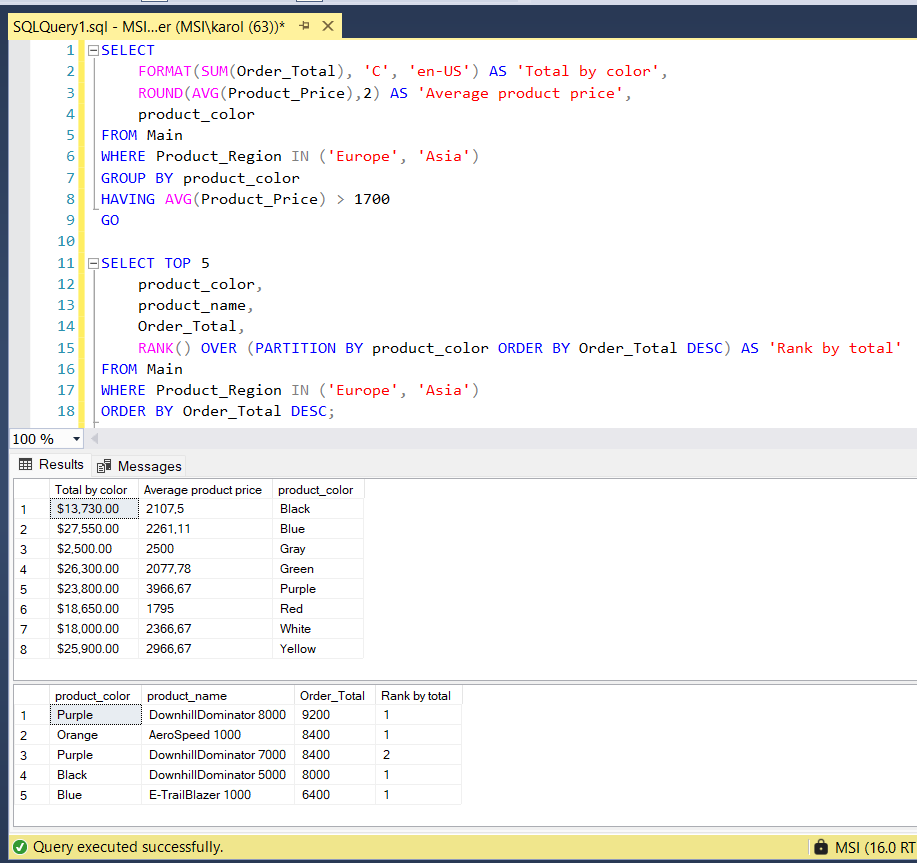 SQLQuery1.sql - MSI...er (MSI\karol (63))*
1 SELECT
2 FORMAT(SUM(Order_Total), 'C', 'en-US') AS 'Total by color',
3 ROUND(AVG(Product_Price),2) AS 'Average product price',
4 product_color
5 FROM Main
6 WHERE Product_Region IN ('Europe', 'Asia')
7 GROUP BY product_color
8 HAVING AVG(Product_Price) > 1700
9 GO
10
11 SELECT TOP 5
12 product_color,
13 product_name,
14 Order_Total,
15 RANK() OVER (PARTITION BY product_color ORDER BY Order_Total DESC) AS 'Rank by total'
16 FROM Main
17 WHERE Product_Region IN ('Europe', 'Asia')
18 ORDER BY Order_Total DESC;
100 %
Results Messages
Total by color Average product price product_color
1 $13,730.00 2107,5 Black
2 $27,550.00 2261,11 Blue
3 $2,500.00 2500 Gray
4 $26,300.00 2077,78 Green
5 $23,800.00 3966,67 Purple
6 $18,650.00 1795 Red
7 $18,000.00 2366,67 White
8 $25,900.00 2966,67 Yellow
product_color product_name Order_Total Rank by total
1 Purple DownhillDominator 8000 9200 1
2 Orange AeroSpeed 1000 8400 1
3 Purple DownhillDominator 7000 8400 2
4 Black DownhillDominator 5000 8000 1
5 Blue E-TrailBlazer 1000 6400 1
Query executed successfully. MSI (16.0 RT